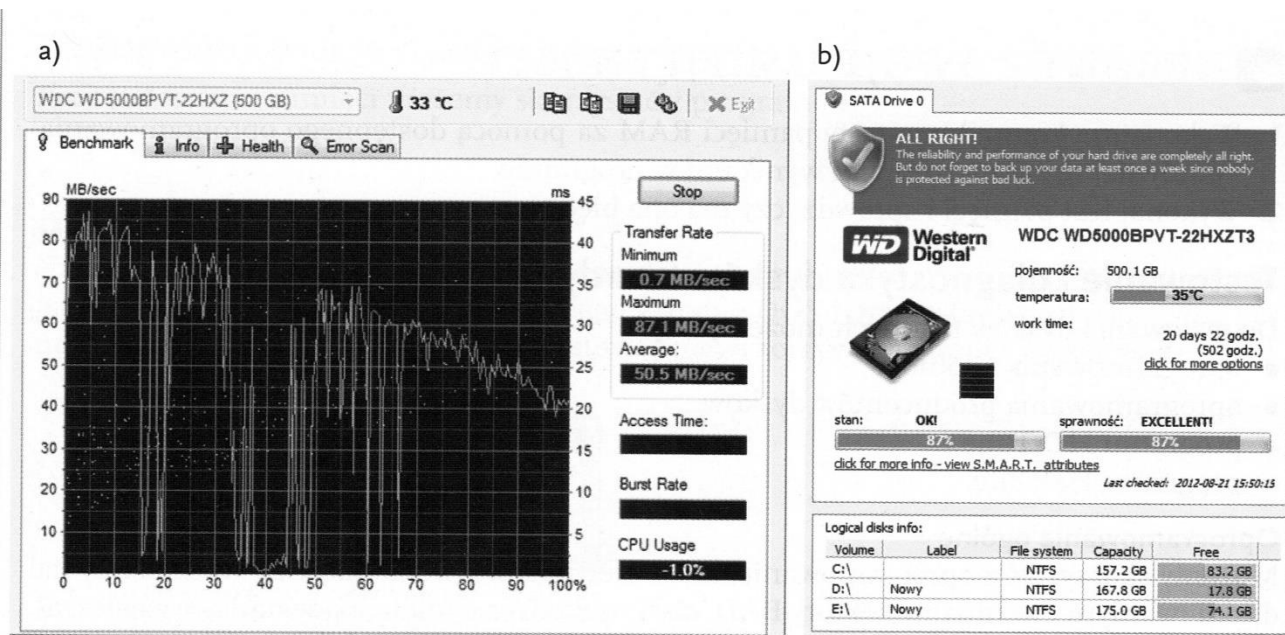 a)
WDC WD5000BPVT-22HXZ (500 GB)
33 °C
Exit
Benchmark
Info
Health
Error Scan
MB/sec
ms
90
80
70
60
50
40
30
20
10
45
40
35
30
25
20
15
10
5
0 10 20 30 40 50 60 70 80 90 100%
Stop
Transfer Rate
Minimum
0.7 MB/sec
Maximum
87.1 MB/sec
Average:
50.5 MB/sec
Access Time:
Burst Rate
CPU Usage
-1.0%
b)
SATA Drive 0
ALL RIGHT!
The reliability and performance of your hard drive are completely all right.
But do not forget to back up your data at least once a week since nobody
is protected against bad luck.
WD Western
Digital
WDC WD5000BPVT-22HXZT3
pojemność: 500.1 GB
temperatura: 35°C
work time: 20 days 22 godz.
(502 godz.)
click for more options
stan: OK! sprawność: EXCELLENT!
87% 87%
click for more info - view S.M.A.R.T. attributes
Last checked: 2012-08-21 15:50:15
Logical disks info:
Volume Label File system Capacity Free
C:\ NTFS 157.2 GB 83.2 GB
D:\ Nowy NTFS 167.8 GB 17.8 GB
E:\ Nowy NTFS 175.0 GB 74.1 GB